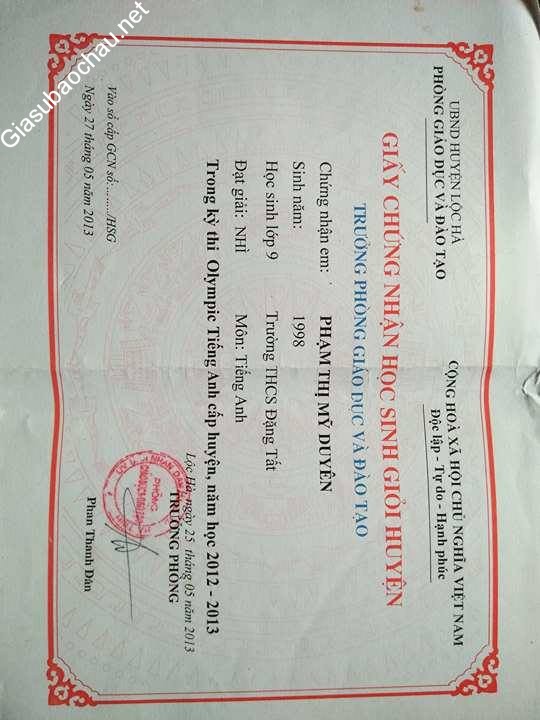 UBND HUYỆN LỘC HÀ
PHÒNG GIÁO DỤC VÀ ĐÀO TẠO
CỘNG HOÀ XÃ HỘI CHỦ NGHĨA VIỆT NAM
Độc lập - Tự do - Hạnh phúc
GIẤY CHỨNG NHẬN HỌC SINH GIỎI HUYỆN
TRƯỞNG PHÒNG GIÁO DỤC VÀ ĐÀO TẠO
Chứng nhận em: PHẠM THỊ MỸ DUYÊN
Sinh năm: 1998
Học sinh lớp 9 Trường THCS Đặng Tất
Đạt giải: NHÌ Môn: Tiếng Anh
Trong kỳ thi Olympic Tiếng Anh cấp huyện, năm học 2012 - 2013
Lộc Hà, ngày 25 tháng 05 năm 2013
TRƯỞNG PHÒNG
PHÒNG
Phan Thanh Dân
Vào sổ cấp GCN số:......./HSG
Ngày 27 tháng 05 năm 2013
Giasubaochau.net